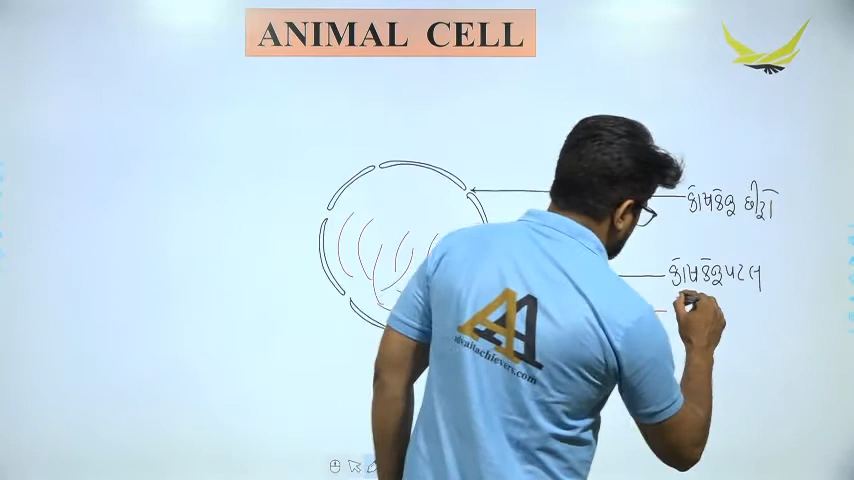 ANIMAL CELL
કોષકેન્દ્ર છીદ્રો
કોષકેન્દ્રપટલ
advaitachievers.com